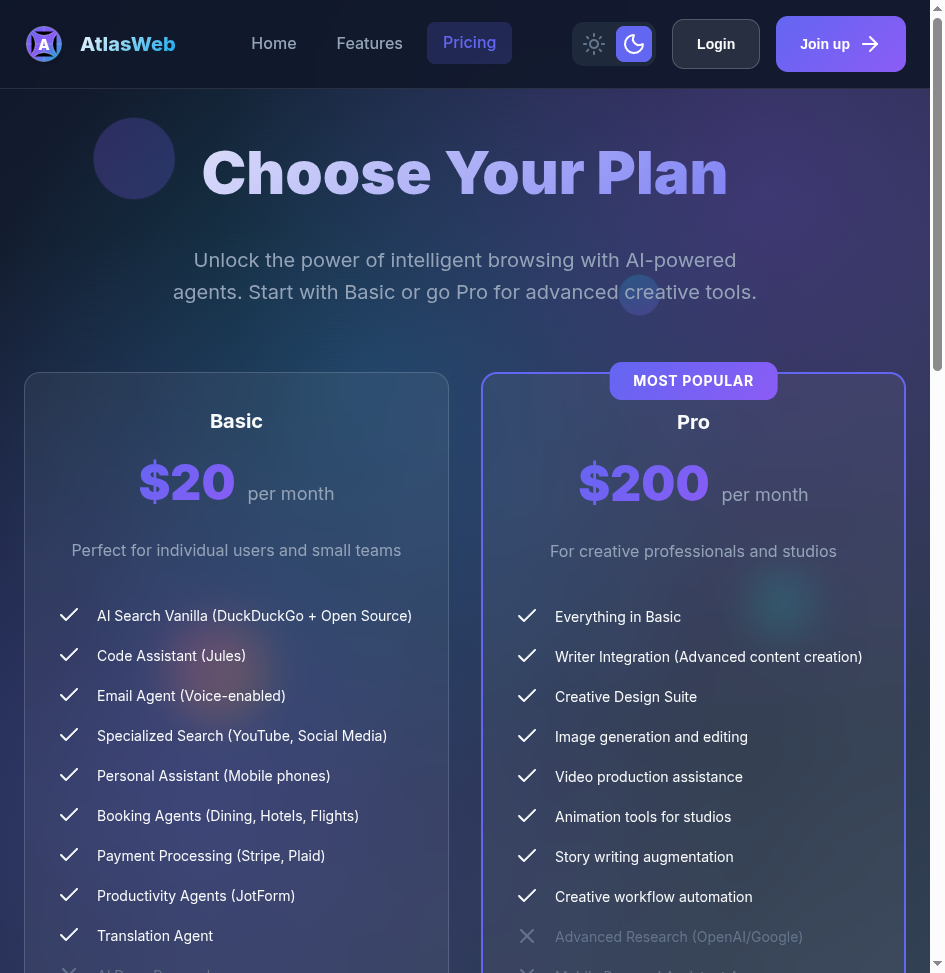 A AtlasWeb Home Features Pricing Login Join up
Choose Your Plan
Unlock the power of intelligent browsing with AI-powered
agents. Start with Basic or go Pro for advanced creative tools.
Basic
$20 per month
Perfect for individual users and small teams
AI Search Vanilla (DuckDuckGo + Open Source)
Code Assistant (Jules)
Email Agent (Voice-enabled)
Specialized Search (YouTube, Social Media)
Personal Assistant (Mobile phones)
Booking Agents (Dining, Hotels, Flights)
Payment Processing (Stripe, Plaid)
Productivity Agents (JotForm)
Translation Agent
MOST POPULAR
Pro
$200 per month
For creative professionals and studios
Everything in Basic
Writer Integration (Advanced content creation)
Creative Design Suite
Image generation and editing
Video production assistance
Animation tools for studios
Story writing augmentation
Creative workflow automation
Advanced Research (OpenAI/Google)